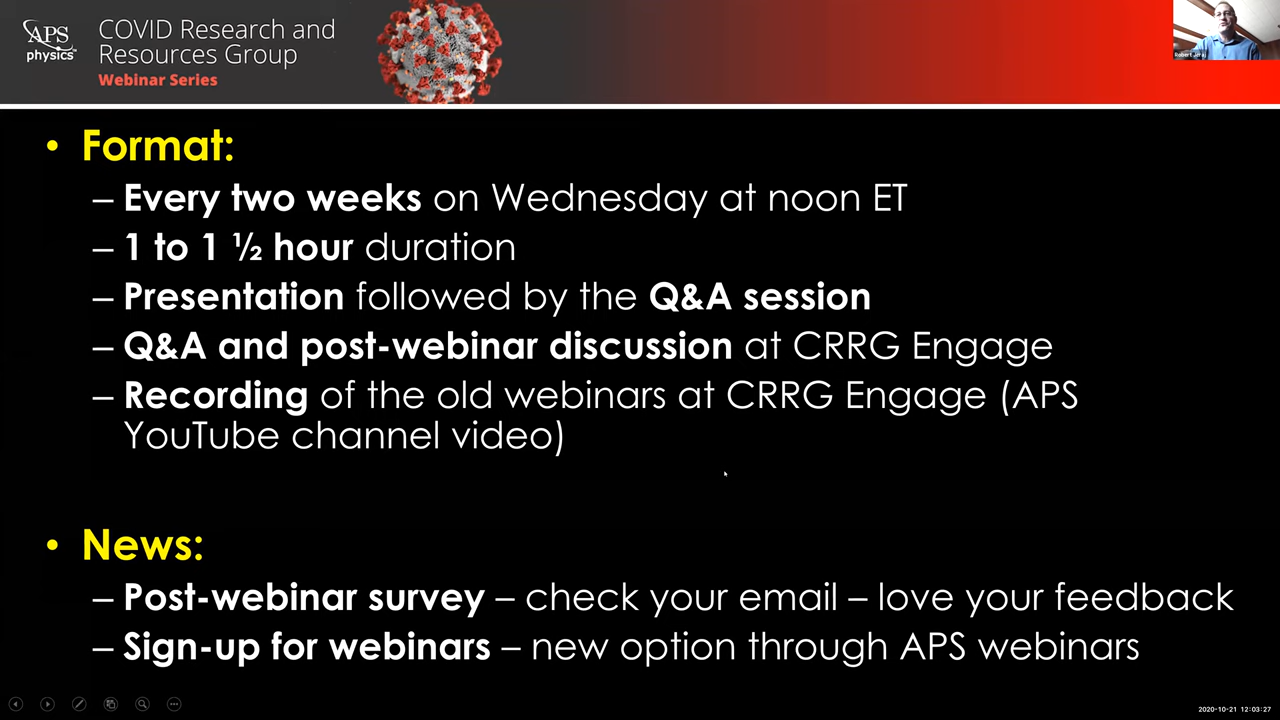 APS
physics
COVID Research and
Resources Group
Webinar Series
• Format:
– Every two weeks on Wednesday at noon ET
– 1 to 1 ½ hour duration
– Presentation followed by the Q&A session
– Q&A and post-webinar discussion at CRRG Engage
– Recording of the old webinars at CRRG Engage (APS
YouTube channel video)
• News:
– Post-webinar survey – check your email – love your feedback
– Sign-up for webinars – new option through APS webinars
Robert
2020-10-21 12:03:27